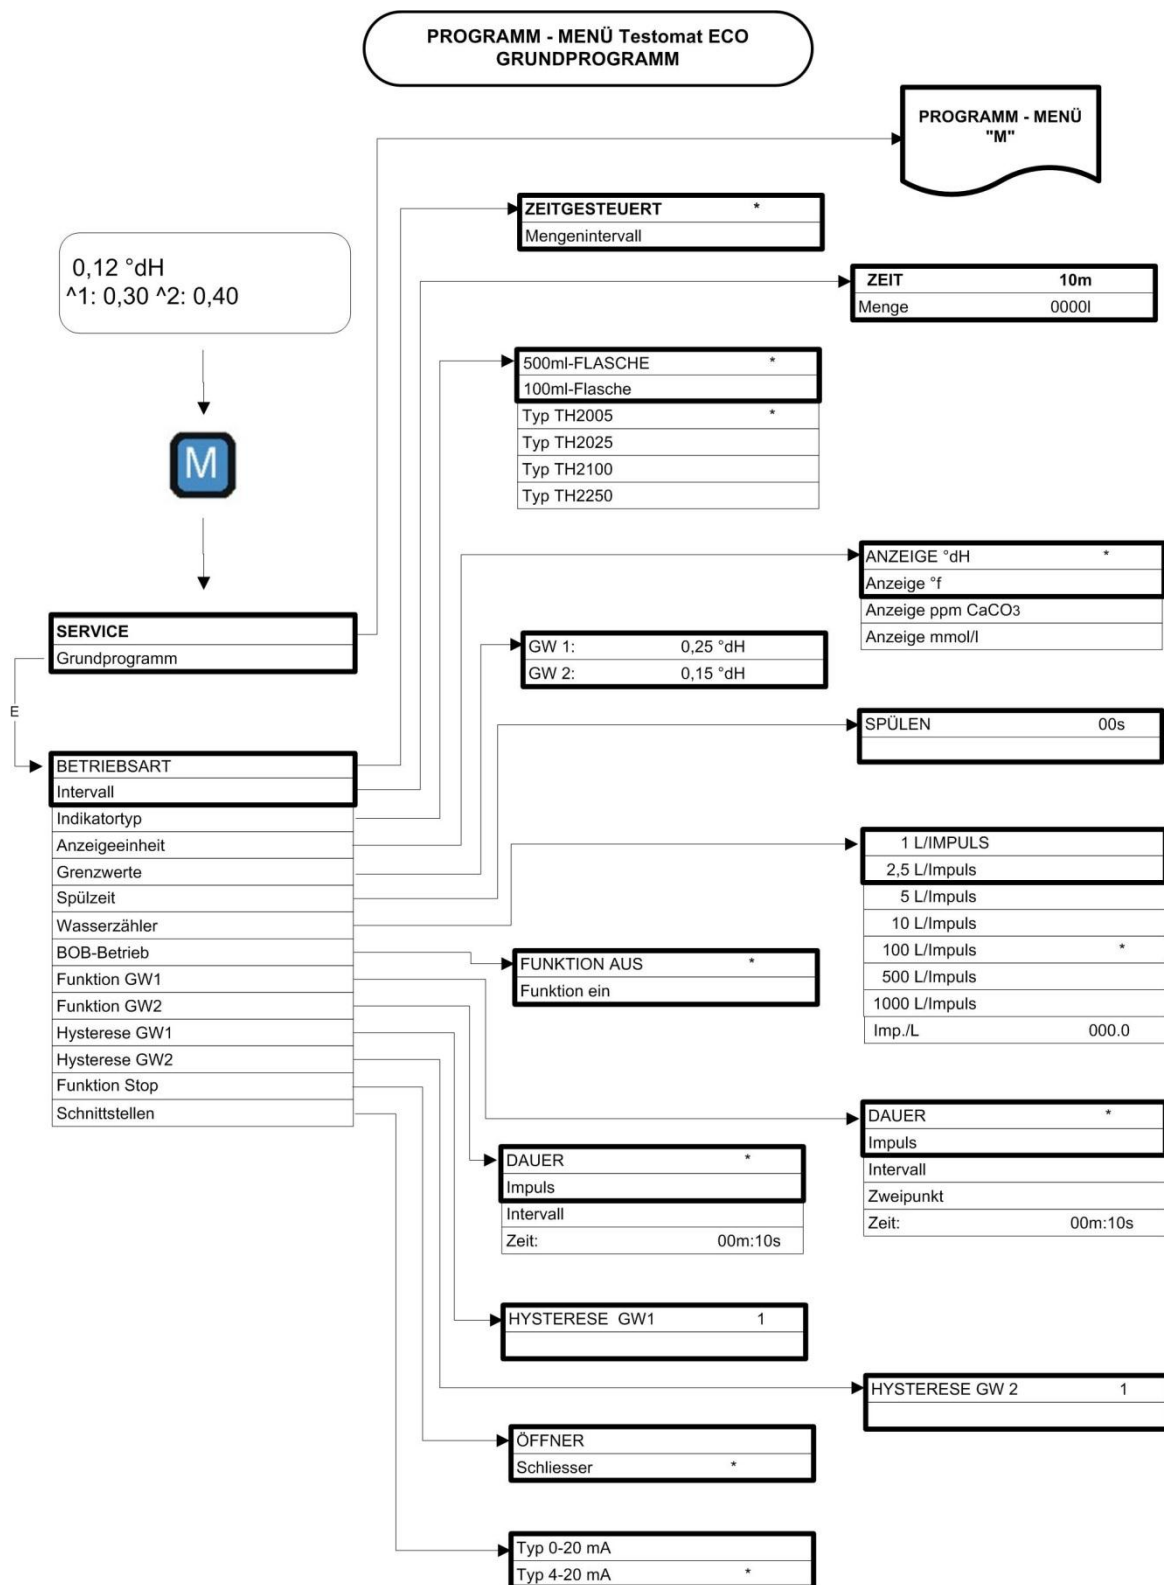 PROGRAMM - MENÜ Testomat ECO
GRUNDPROGRAMM
PROGRAMM - MENÜ
"M"
ZEITGESTEUERT *
Mengenintervall
0,12 °dH
^1: 0,30 ^2: 0,40
ZEIT 10m
Menge 0000l
500ml-FLASCHE *
100ml-Flasche
Typ TH2005 *
Typ TH2025
Typ TH2100
Typ TH2250
M
ANZEIGE °dH *
Anzeige °f
Anzeige ppm CaCO3
Anzeige mmol/l
SERVICE
Grundprogramm
GW 1: 0,25 °dH
GW 2: 0,15 °dH
E
SPÜLEN 00s
BETRIEBSART
Intervall
Indikatortyp
Anzeigeeinheit
Grenzwerte
Spülzeit
Wasserzähler
BOB-Betrieb
Funktion GW1
Funktion GW2
Hysterese GW1
Hysterese GW2
Funktion Stop
Schnittstellen
1 L/IMPULS
2,5 L/Impuls
5 L/Impuls
10 L/Impuls
100 L/Impuls *
500 L/Impuls
1000 L/Impuls
Imp./L 000.0
FUNKTION AUS *
Funktion ein
DAUER *
Impuls
Intervall
Zweipunkt
Zeit: 00m:10s
DAUER *
Impuls
Intervall
Zeit: 00m:10s
HYSTERESE GW1 1
HYSTERESE GW 2 1
ÖFFNER
Schliesser *
Typ 0-20 mA
Typ 4-20 mA *